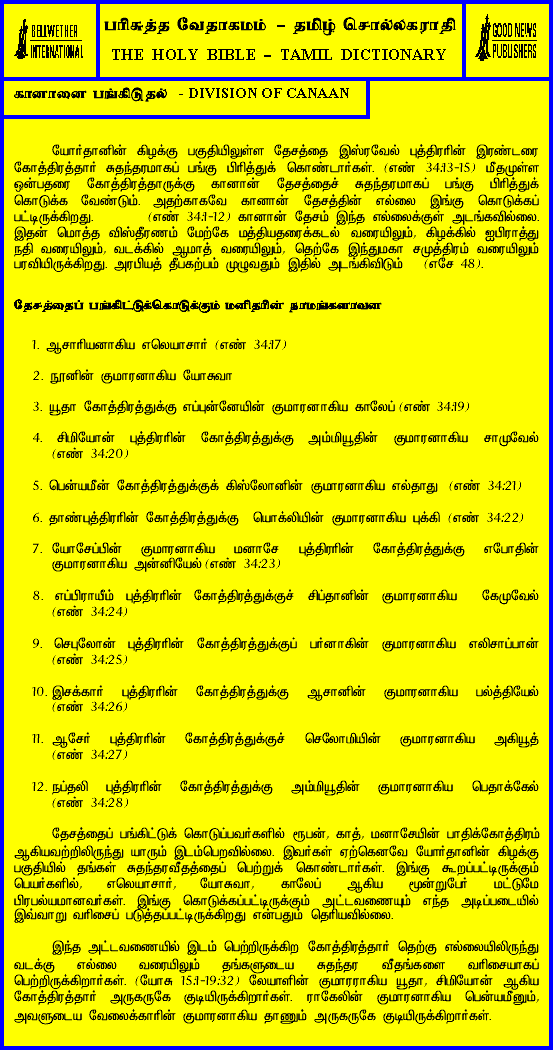 BELLWETHER
INTERNATIONAL
பரிசுத்த வேதாகமம் – தமிழ் சொல்லகராதி
THE HOLY BIBLE – TAMIL DICTIONARY
GOOD NEWS
PUBLISHERS
கானானை பங்கிடுதல் - DIVISION OF CANAAN
யோர்தானின் கிழக்கு பகுதியிலுள்ள தேசத்தை இஸ்ரவேல் புத்திரரின் இரண்டரை
கோத்திரத்தார் சுதந்தரமாகப் பங்கு பிரித்துக் கொண்டார்கள். (எண் 34:13-15) மீதமுள்ள
ஒன்பதரை கோத்திரத்தாருக்கு கானான் தேசத்தைச் சுதந்தரமாகப் பங்கு பிரித்துக்
கொடுக்க வேண்டும். அதற்காகவே கானான் தேசத்தின் எல்லை இங்கு கொடுக்கப்
பட்டிருக்கிறது. (எண் 34:1-12) கானான் தேசம் இந்த எல்லைக்குள் அடங்கவில்லை.
இதன் மொத்த விஸ்தீரணம் மேற்கே மத்தியதரைக்கடல் வரையிலும், கிழக்கில் ஐபிராத்து
நதி வரையிலும், வடக்கில் ஆமாத் வரையிலும், தெற்கே இந்துமகா சமுத்திரம் வரையிலும்
பரவியிருக்கிறது. அரபியத் தீபகற்பம் முழுவதும் இதில் அடங்கிவிடும் (எசே 48).
தேசத்தைப் பங்கிட்டுக்கொடுக்கும் மனிதரின் நாமங்களாவன
1. ஆசாரியனாகிய எலெயாசார் (எண் 34:17)
2. நூனின் குமாரனாகிய யோசுவா
3. யூதா கோத்திரத்துக்கு எப்புன்னேயின் குமாரனாகிய காலேப் (எண் 34:19)
4. சிமியோன் புத்திரரின் கோத்திரத்துக்கு அம்மியூதின் குமாரனாகிய சாமுவேல்
(எண் 34:20)
5. பென்யமீன் கோத்திரத்துக்குக் கிஸ்லோனின் குமாரனாகிய எல்தாது (எண் 34:21)
6. தாண்புத்திரரின் கோத்திரத்துக்கு யொக்லியின் குமாரனாகிய புக்கி (எண் 34:22)
7. யோசேப்பின் குமாரனாகிய மனாசே புத்திரரின் கோத்திரத்துக்கு எபோதின்
குமாரனாகிய அன்னியேல் (எண் 34:23)
8. எப்பிராயீம் புத்திரரின் கோத்திரத்துக்குச் சிப்தானின் குமாரனாகிய கேமுவேல்
(எண் 34:24)
9. செபுலோன் புத்திரரின் கோத்திரத்துக்குப் பர்னாகின் குமாரனாகிய எலிசாப்பான்
(எண் 34:25)
10. இசக்கார் புத்திரரின் கோத்திரத்துக்கு ஆசானின் குமாரனாகிய பல்த்தியேல்
(எண் 34:26)
11. ஆசேர் புத்திரரின் கோத்திரத்துக்குச் செலோமியின் குமாரனாகிய அகியூத்
(எண் 34:27)
12. நப்தலி புத்திரரின் கோத்திரத்துக்கு அம்மியூதின் குமாரனாகிய பெதாக்கேல்
(எண் 34:28)
தேசத்தைப் பங்கிட்டுக் கொடுப்பவர்களில் ரூபன், காத், மனாசேயின் பாதிக்கோத்திரம்
ஆகியவற்றிலிருந்து யாரும் இடம்பெறவில்லை. இவர்கள் ஏற்கெனவே யோர்தானின் கிழக்கு
பகுதியில் தங்கள் சுதந்தரவீதத்தைப் பெற்றுக் கொண்டார்கள். இங்கு கூறப்பட்டிருக்கும்
பெயர்களில், எலெயாசார், யோசுவா, காலேப் ஆகிய மூன்றுபேர் மட்டுமே
பிரபல்யமானவர்கள். இங்கு கொடுக்கப்பட்டிருக்கும் அட்டவணையும் எந்த அடிப்படையில்
இவ்வாறு வரிசைப் படுத்தப்பட்டிருக்கிறது என்பதும் தெரியவில்லை.
இந்த அட்டவணையில் இடம் பெற்றிருக்கிற கோத்திரத்தார் தெற்கு எல்லையிலிருந்து
வடக்கு எல்லை வரையிலும் தங்களுடைய சுதந்தர வீதங்களை வரிசையாகப்
பெற்றிருக்கிறார்கள். (யோசு 15:1-19:32) லேயாளின் குமாரராகிய யூதா, சிமியோன் ஆகிய
கோத்திரத்தார் அருகருகே குடியிருக்கிறார்கள். ராகேலின் குமாரனாகிய பென்யமீனும்,
அவளுடைய வேலைக்காரின் குமாரனாகிய தாணும் அருகருகே குடியிருக்கிறார்கள்.